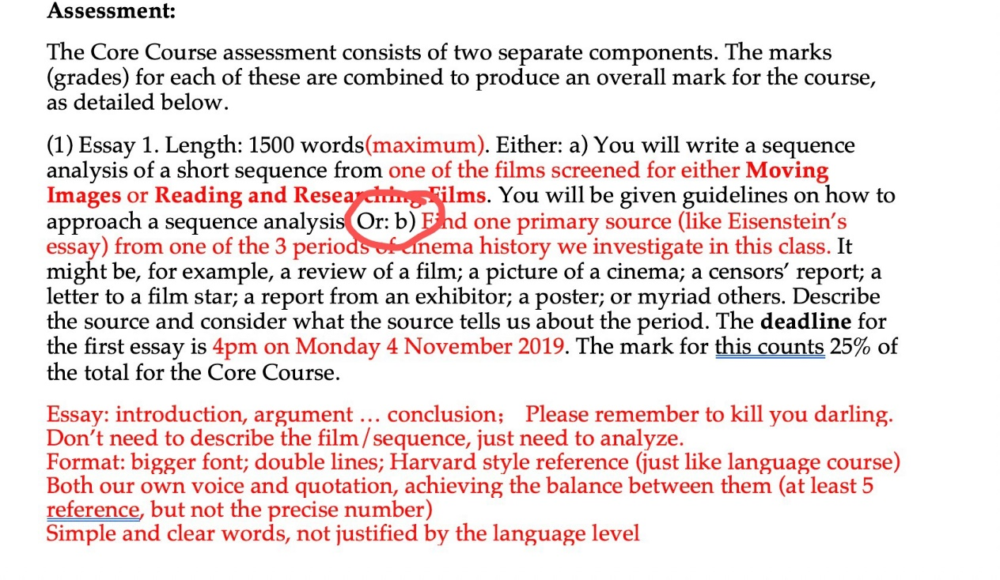 Assessment:
The Core Course assessment consists of two separate components. The marks
(grades) for each of these are combined to produce an overall mark for the course,
as detailed below.
(1) Essay 1. Length: 1500 words(maximum). Either: a) You will write a sequence
analysis of a short sequence from one of the films screened for either Moving
Images or Reading and Researching Films. You will be given guidelines on how to
approach a sequence analysis. Or: b) Find one primary source (like Eisenstein's
essay) from one of the 3 periods of cinema history we investigate in this class. It
might be, for example, a review of a film; a picture of a cinema; a censors' report; a
letter to a film star; a report from an exhibitor; a poster; or myriad others. Describe
the source and consider what the source tells us about the period. The deadline for
the first essay is 4pm on Monday 4 November 2019. The mark for this counts 25% of
the total for the Core Course.
Essay: introduction, argument … conclusion； Please remember to kill you darling.
Don't need to describe the film/sequence, just need to analyze.
Format: bigger font; double lines; Harvard style reference (just like language course)
Both our own voice and quotation, achieving the balance between them (at least 5
reference, but not the precise number)
Simple and clear words, not justified by the language level